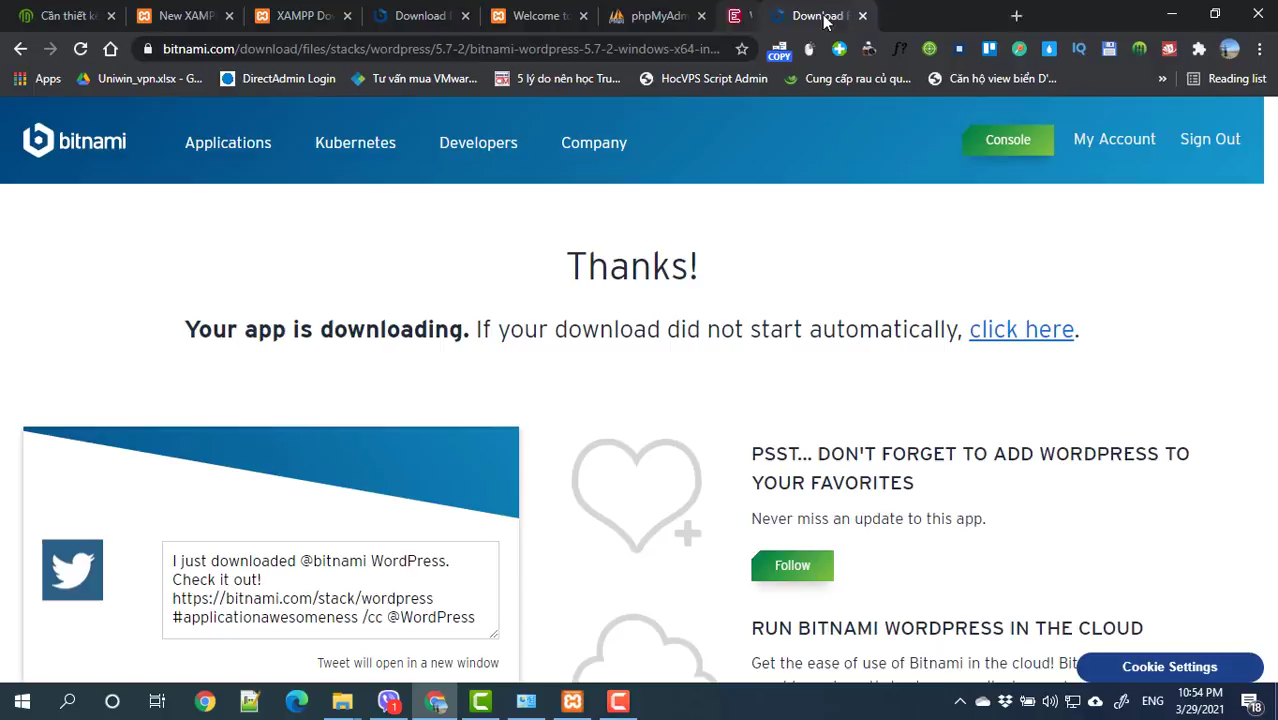 Cần thiết kế
New XAMP
XAMPP Do
Download
Welcome to
phpMyAdm
Download
bitnami.com/download/files/stacks/wordpress/5.7-2/bitnami-wordpress-5.7-2-windows-x64-in...
COPY
f?
IQ
Apps
Uniwin_vpn.xlsx - G...
DirectAdmin Login
Tư vấn mua VMwar...
5 lý do nên học Tru...
HocVPS Script Admin
Cung cấp rau củ qu...
Căn hộ view biển D'...
»
Reading list
bitnami
Applications
Kubernetes
Developers
Company
Console
My Account
Sign Out
Thanks!
Your app is downloading. If your download did not start automatically, click here.
I just downloaded @bitnami WordPress.
Check it out!
https://bitnami.com/stack/wordpress
#applicationawesomeness /cc @WordPress
Tweet will open in a new window
PSST... DON'T FORGET TO ADD WORDPRESS TO
YOUR FAVORITES
Never miss an update to this app.
Follow
RUN BITNAMI WORDPRESS IN THE CLOUD
Get the ease of use of Bitnami in the cloud! Bit
Cookie Settings
1
ENG
10:54 PM
3/29/2021
18